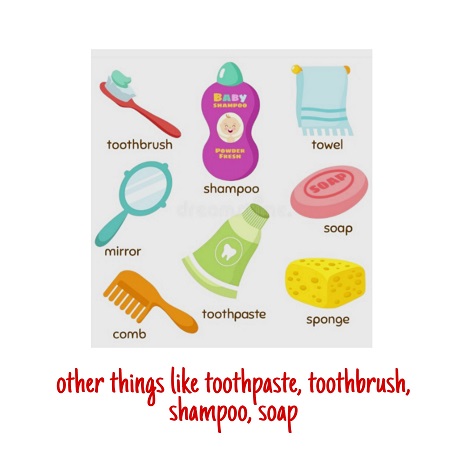 BABY
SHAMPOO
POWDER
FRESH
toothbrush
shampoo
towel
SOAP
mirror
soap
toothpaste
comb
sponge
other things like toothpaste, toothbrush,
shampoo, soap